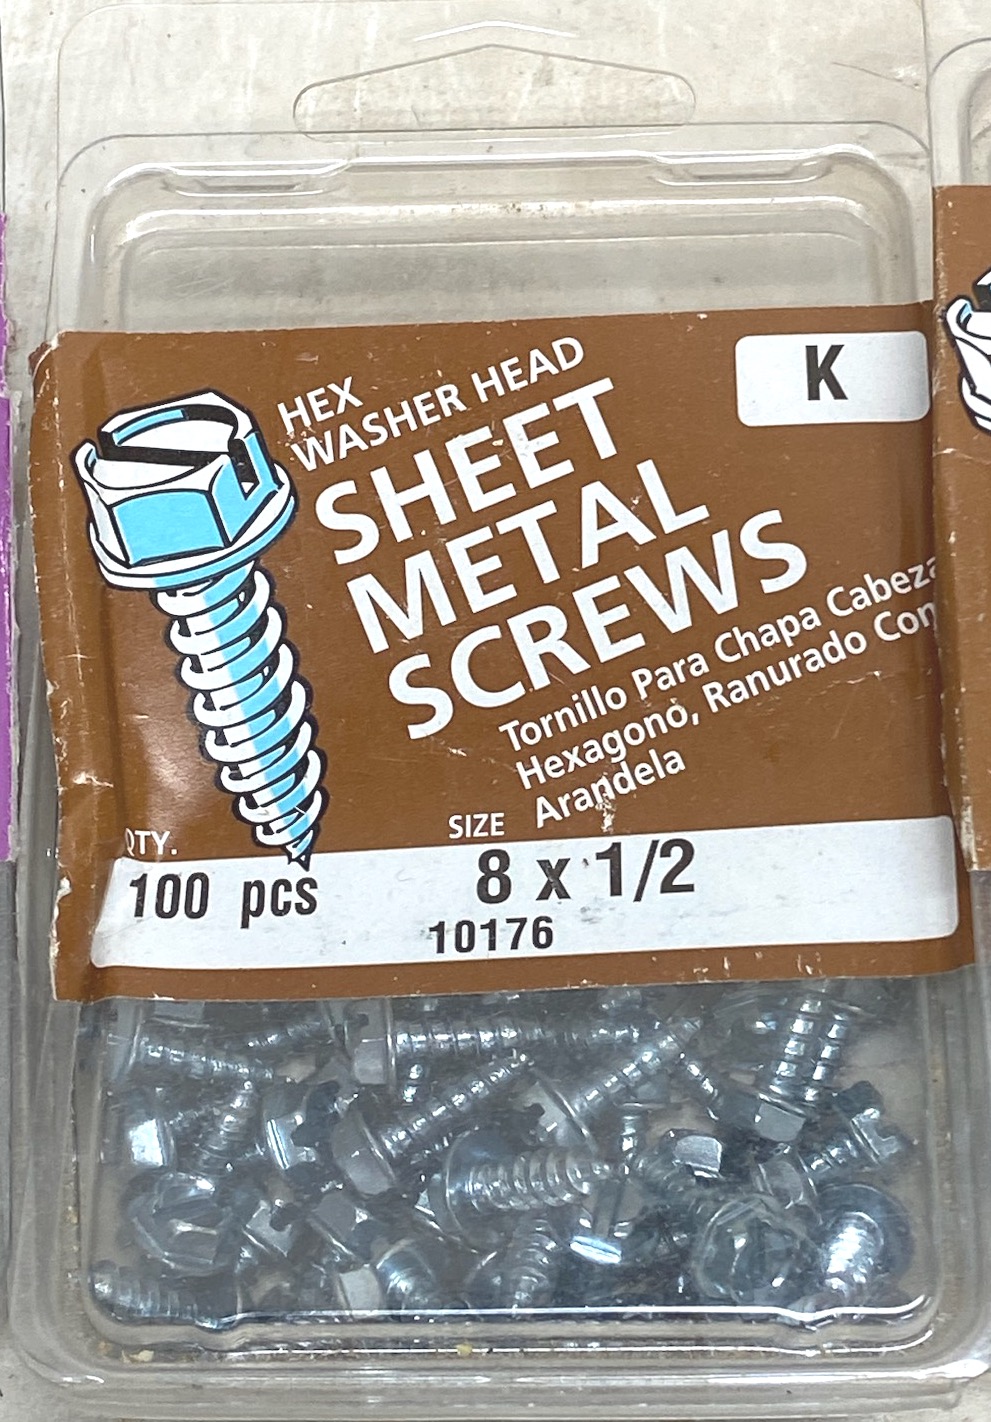 K
HEX
WASHER HEAD
SHEET
METAL
SCREWS
Tornillo Para Chapa Cabeza
Hexagono, Ranurado Con
Arandela
QTY.
SIZE
100 pcs
8 x 1/2
10176